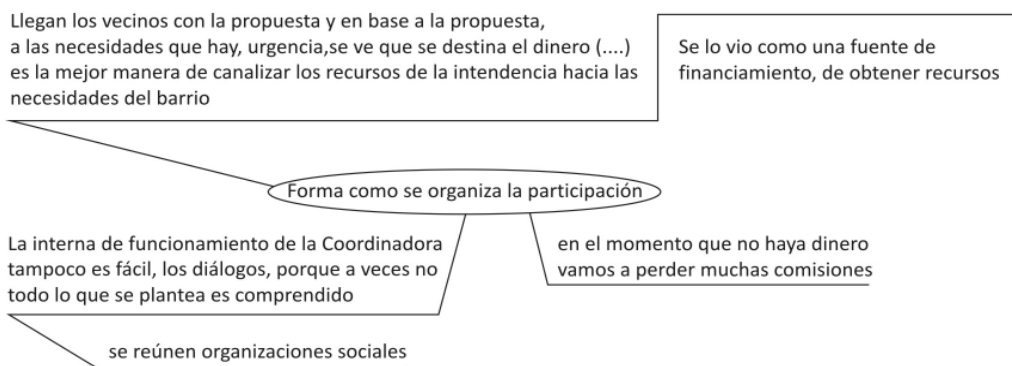 Llegan los vecinos con la propuesta y en base a la propuesta,
a las necesidades que hay, urgencia,se ve que se destina el dinero (....)
es la mejor manera de canalizar los recursos de la intendencia hacia las
necesidades del barrio
Se lo vio como una fuente de
financiamiento, de obtener recursos
Forma como se organiza la participación
La interna de funcionamiento de la Coordinadora
tampoco es fácil, los diálogos, porque a veces no
todo lo que se plantea es comprendido
en el momento que no haya dinero
vamos a perder muchas comisiones
se reúnen organizaciones sociales